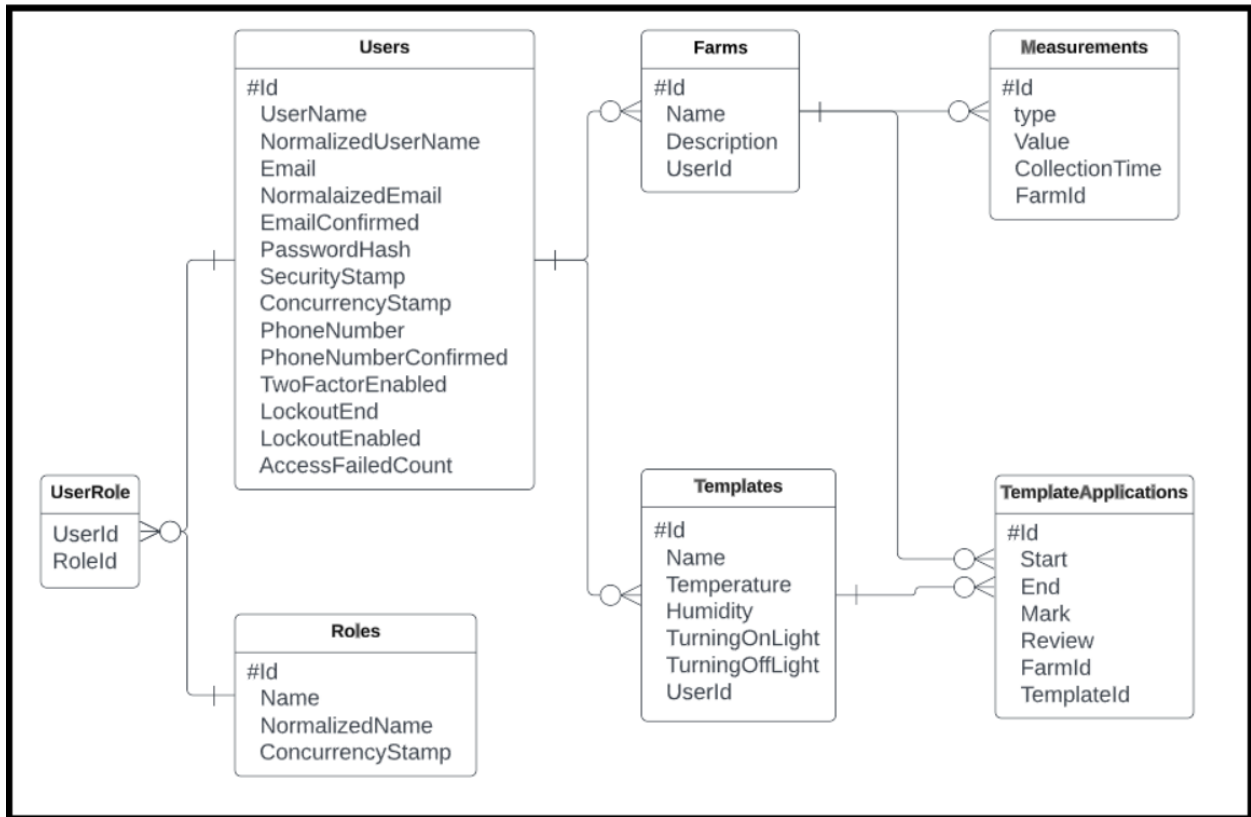 Users
#Id
UserName
NormalizedUserName
Email
NormalaizedEmail
EmailConfirmed
PasswordHash
SecurityStamp
ConcurrencyStamp
PhoneNumber
PhoneNumberConfirmed
TwoFactorEnabled
LockoutEnd
LockoutEnabled
AccessFailedCount
Farms
#Id
Name
Description
UserId
Measurements
#Id
type
Value
CollectionTime
FarmId
UserRole
UserId
RoleId
Roles
#Id
Name
NormalizedName
ConcurrencyStamp
Templates
#Id
Name
Temperature
Humidity
TurningOnLight
TurningOffLight
UserId
TemplateApplications
#Id
Start
End
Mark
Review
FarmId
TemplateId